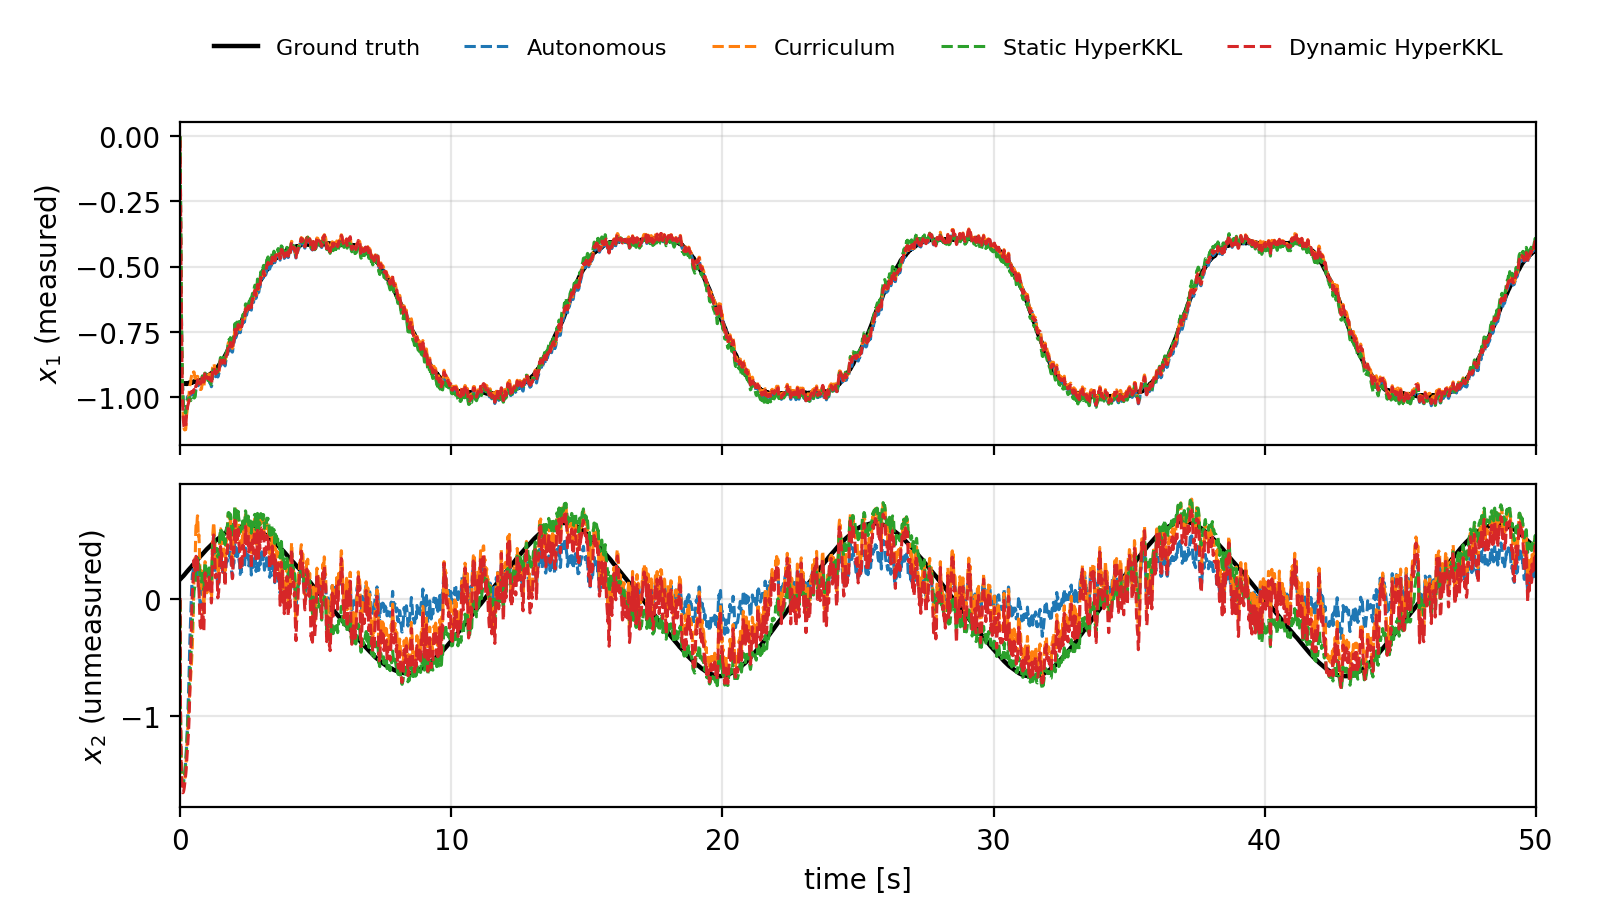 Ground truth Autonomous Curriculum Static HyperKKL Dynamic HyperKKL
0.00
−0.25
−0.50
−0.75
−1.00
x₁ (measured)
0
−1
x₂ (unmeasured)
0 10 20 30 40 50
time [s]